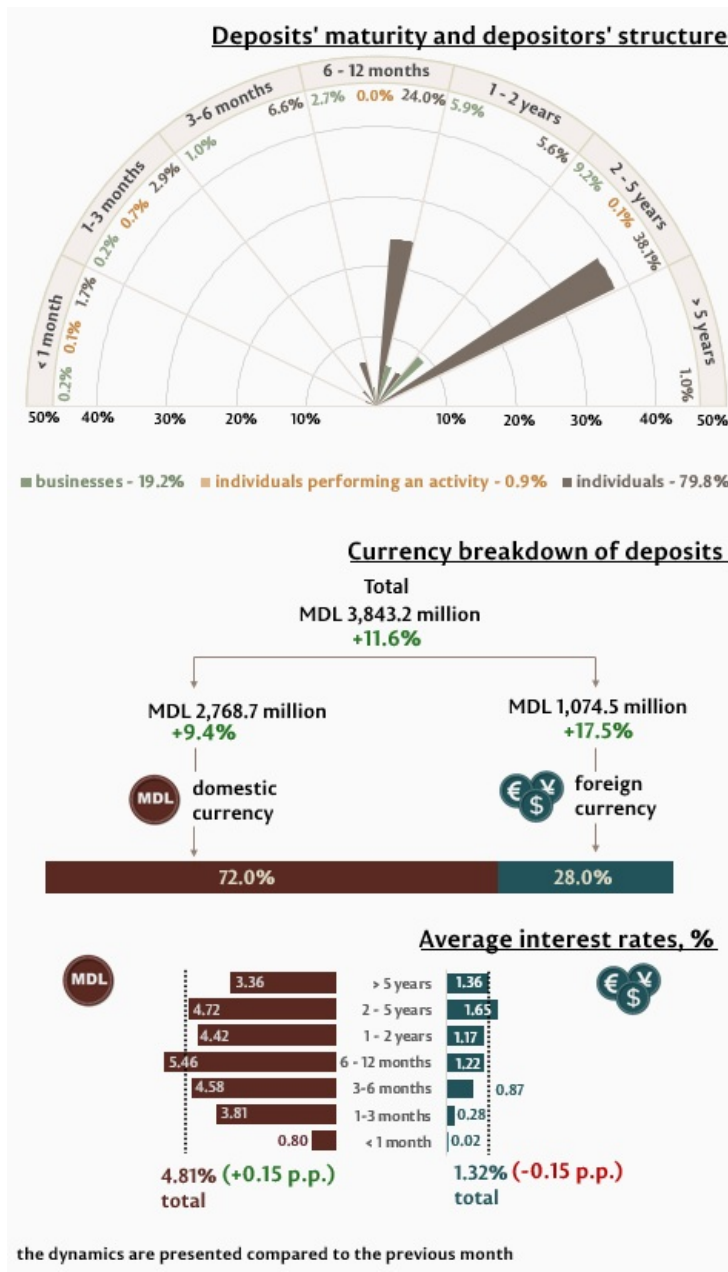 Deposits' maturity and depositors' structure
< 1 month
1-3 months
3-6 months
6 - 12 months
1 - 2 years
2 - 5 years
> 5 years
0.2% 0.1% 1.7%
0.2% 0.7% 2.9%
1.0% 6.6%
2.7% 0.0% 24.0%
5.9% 5.6%
9.2% 0.1% 38.1%
1.0%
50% 40% 30% 20% 10% 10% 20% 30% 40% 50%
businesses - 19.2% individuals performing an activity - 0.9% individuals - 79.8%
Currency breakdown of deposits
Total
MDL 3,843.2 million
+11.6%
MDL 2,768.7 million MDL 1,074.5 million
+9.4% +17.5%
MDL domestic currency
€ ¥ $ foreign currency
72.0% 28.0%
Average interest rates, %
MDL € ¥ $
3.36 > 5 years 1.36
4.72 2 - 5 years 1.65
4.42 1 - 2 years 1.17
5.46 6 - 12 months 1.22
4.58 3-6 months 0.87
3.81 1-3 months 0.28
0.80 < 1 month 0.02
4.81% (+0.15 p.p.) 1.32% (-0.15 p.p.)
total total
the dynamics are presented compared to the previous month